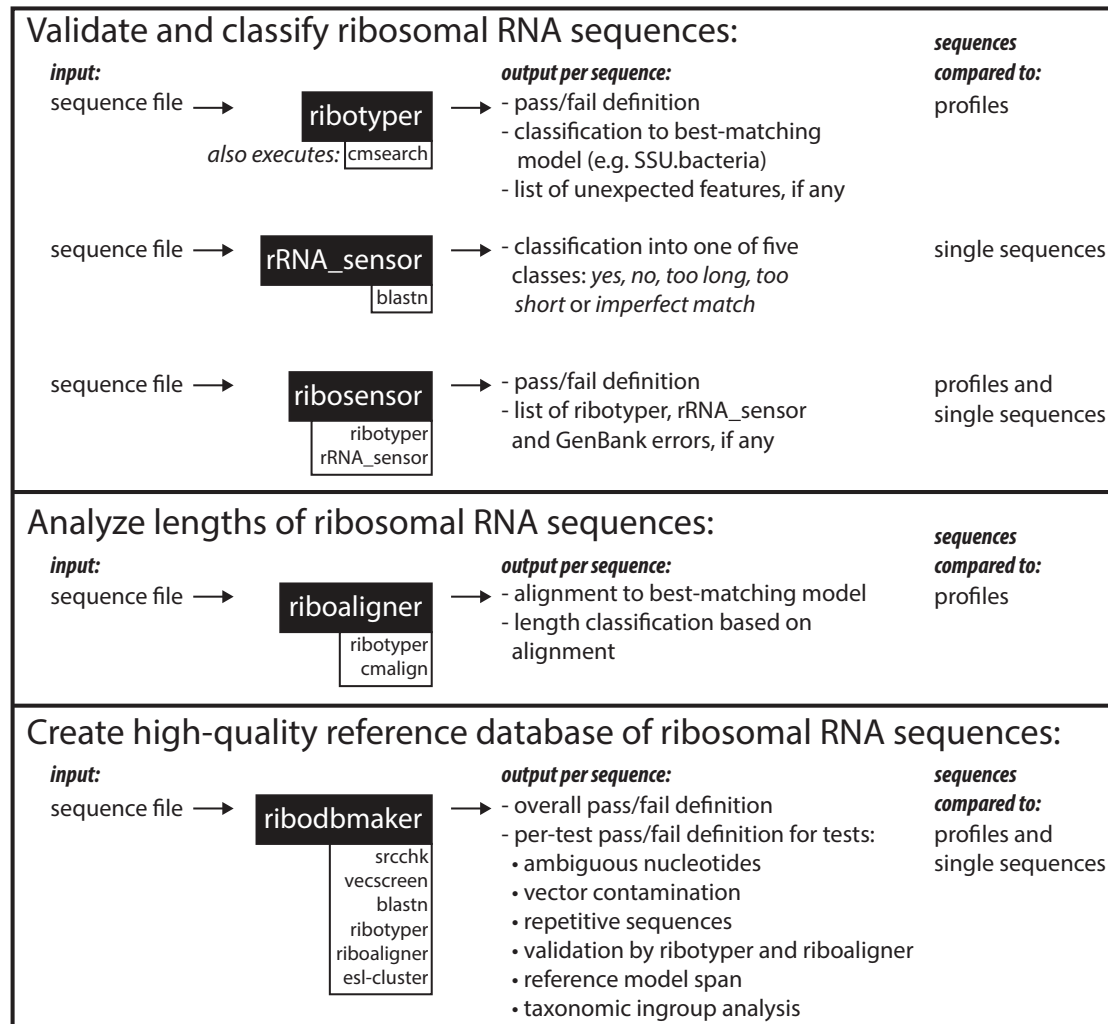 Validate and classify ribosomal RNA sequences:
input:
output per sequence:
sequences
compared to:
sequence file
ribotyper
also executes: cmsearch
- pass/fail definition
- classification to best-matching
model (e.g. SSU.bacteria)
- list of unexpected features, if any
profiles
sequence file
rRNA_sensor
blastn
- classification into one of five
classes: yes, no, too long, too
short or imperfect match
single sequences
sequence file
ribosensor
ribotyper
rRNA_sensor
- pass/fail definition
- list of ribotyper, rRNA_sensor
and GenBank errors, if any
profiles and
single sequences
Analyze lengths of ribosomal RNA sequences:
input:
output per sequence:
sequences
compared to:
sequence file
riboaligner
ribotyper
cmalign
- alignment to best-matching model
- length classification based on
alignment
profiles
Create high-quality reference database of ribosomal RNA sequences:
input:
output per sequence:
sequences
compared to:
sequence file
ribodbmaker
srcchk
vecscreen
blastn
ribotyper
riboaligner
esl-cluster
- overall pass/fail definition
- per-test pass/fail definition for tests:
• ambiguous nucleotides
• vector contamination
• repetitive sequences
• validation by ribotyper and riboaligner
• reference model span
• taxonomic ingroup analysis
profiles and
single sequences